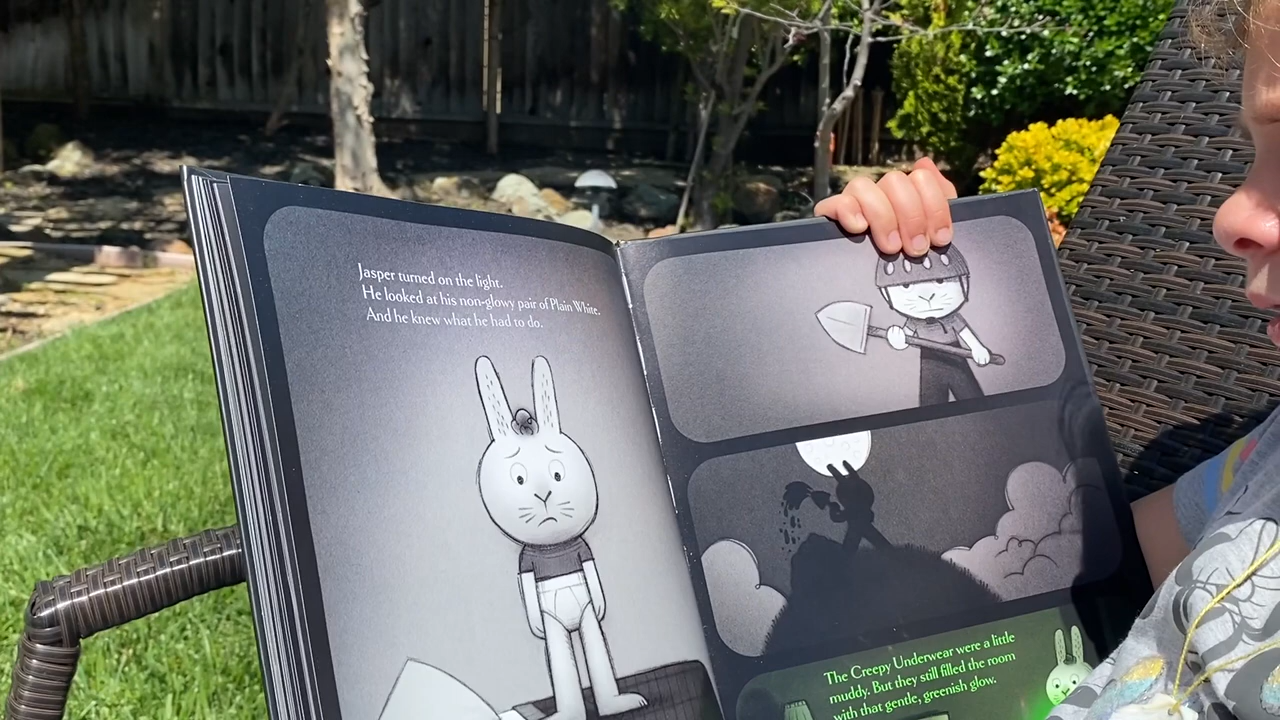 Jasper turned on the light.
He looked at his non-glowy pair of Plain White.
And he knew what he had to do.
The Creepy Underwear were a little
muddy. But they still filled the room
with that gentle, greenish glow.